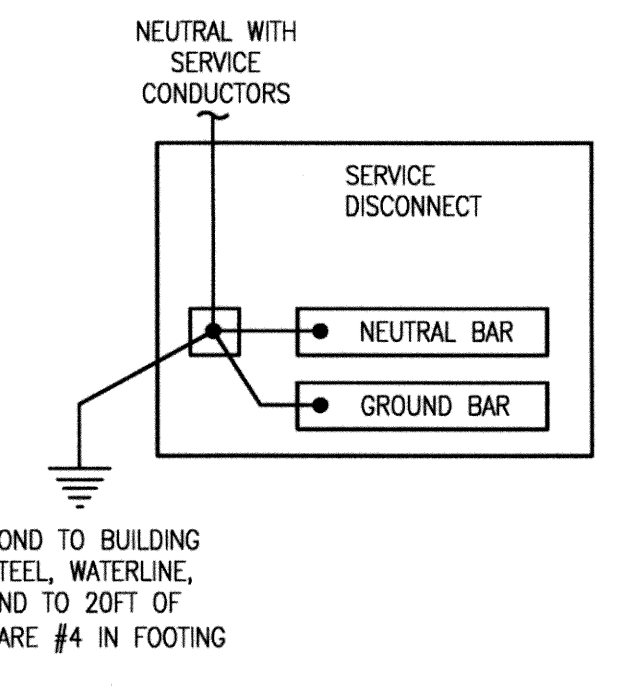 NEUTRAL WITH
SERVICE
CONDUCTORS
SERVICE
DISCONNECT
NEUTRAL BAR
GROUND BAR
OND TO BUILDING
TEEL, WATERLINE,
ND TO 20FT OF
ARE #4 IN FOOTING